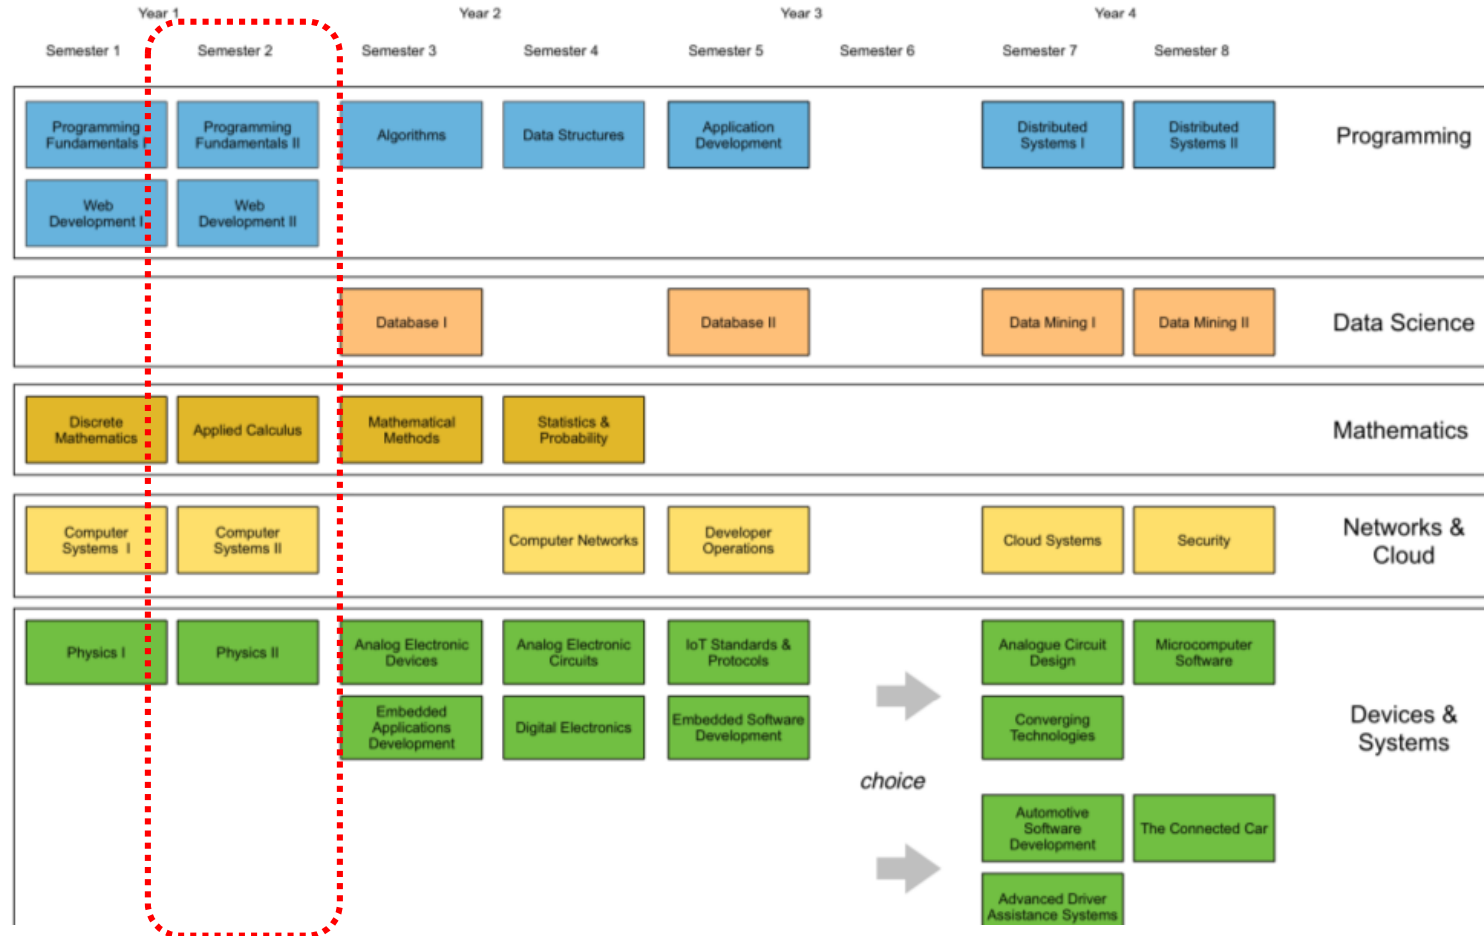 Year 1
Year 2
Year 3
Year 4
Semester 1
Semester 2
Semester 3
Semester 4
Semester 5
Semester 6
Semester 7
Semester 8
Programming
Fundamentals I
Programming
Fundamentals II
Algorithms
Data Structures
Application
Development
Distributed
Systems I
Distributed
Systems II
Programming
Web
Development I
Web
Development II
Database I
Database II
Data Mining I
Data Mining II
Data Science
Discrete
Mathematics
Applied Calculus
Mathematical
Methods
Statistics &
Probability
Mathematics
Computer
Systems I
Computer
Systems II
Computer Networks
Developer
Operations
Cloud Systems
Security
Networks &
Cloud
Physics I
Physics II
Analog Electronic
Devices
Analog Electronic
Circuits
IoT Standards &
Protocols
Analogue Circuit
Design
Microcomputer
Software
Embedded
Applications
Development
Digital Electronics
Embedded Software
Development
Converging
Technologies
Devices &
Systems
choice
Automotive
Software
Development
The Connected Car
Advanced Driver
Assistance Systems